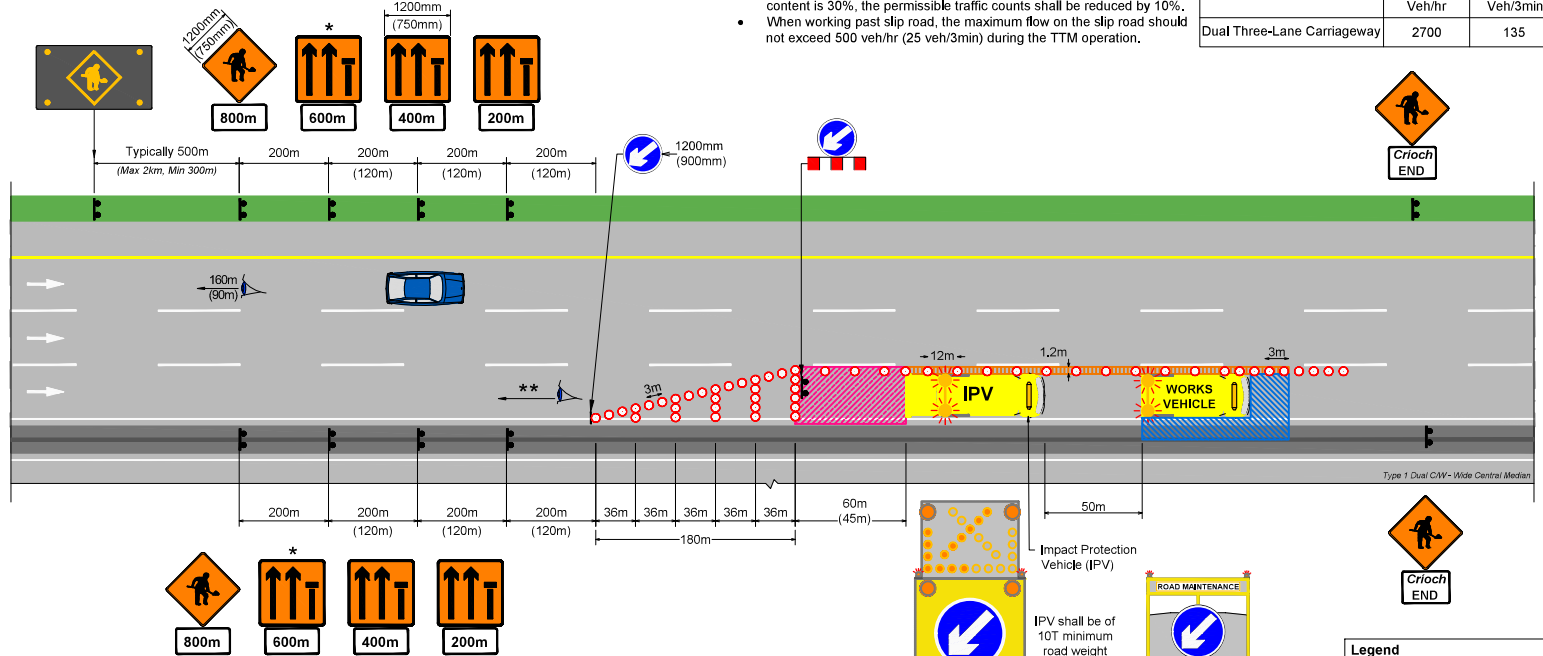 content is 30%, the permissible traffic counts shall be reduced by 10%.
• When working past slip road, the maximum flow on the slip road should
not exceed 500 veh/hr (25 veh/3min) during the TTM operation.
Veh/hr Veh/3min
Dual Three-Lane Carriageway 2700 135
1200mm
(750mm)
*
1200mm
(750mm)
800m
600m
400m
200m
Typically 500m
(Max 2km, Min 300m)
200m
200m
(120m)
200m
(120m)
200m
(120m)
1200mm
(900mm)
Crioch
END
160m
(90m)
**
3m
12m
1.2m
3m
IPV
WORKS
VEHICLE
Type 1 Dual C/W - Wide Central Median
200m
200m
(120m)
200m
(120m)
200m
(120m)
36m
36m
36m
36m
36m
180m
60m
(45m)
50m
*
800m
600m
400m
200m
Impact Protection
Vehicle (IPV)
IPV shall be of
10T minimum
road weight
ROAD MAINTENANCE
Crioch
END
Legend